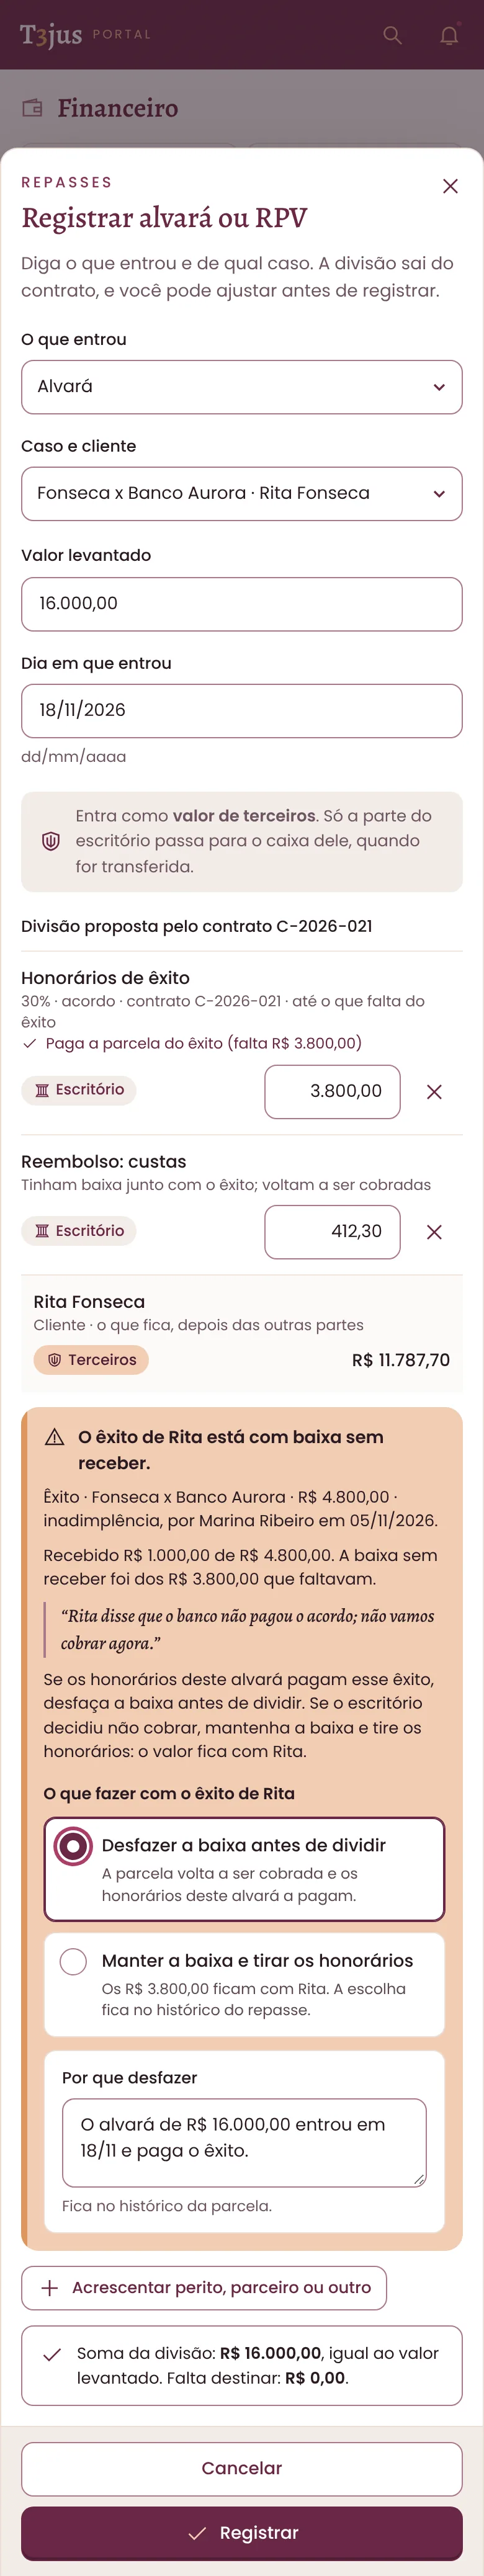 T3jus PORTAL
Financeiro
REPASSES
Registrar alvará ou RPV
Diga o que entrou e de qual caso. A divisão sai do
contrato, e você pode ajustar antes de registrar.
O que entrou
Alvará
Caso e cliente
Fonseca x Banco Aurora · Rita Fonseca
Valor levantado
16.000,00
Dia em que entrou
18/11/2026
dd/mm/aaaa
Entra como valor de terceiros. Só a parte do
escritório passa para o caixa dele, quando
for transferida.
Divisão proposta pelo contrato C-2026-021
Honorários de êxito
30% · acordo · contrato C-2026-021 · até o que falta do
êxito
Paga a parcela do êxito (falta R$ 3.800,00)
Escritório
3.800,00
Reembolso: custas
Tinham baixa junto com o êxito; voltam a ser cobradas
Escritório
412,30
Rita Fonseca
Cliente · o que fica, depois das outras partes
Terceiros
R$ 11.787,70
O êxito de Rita está com baixa sem
receber.
Êxito · Fonseca x Banco Aurora · R$ 4.800,00 ·
inadimplência, por Marina Ribeiro em 05/11/2026.
Recebido R$ 1.000,00 de R$ 4.800,00. A baixa sem
receber foi dos R$ 3.800,00 que faltavam.
“Rita disse que o banco não pagou o acordo; não vamos
cobrar agora.”
Se os honorários deste alvará pagam esse êxito,
desfaça a baixa antes de dividir. Se o escritório
decidiu não cobrar, mantenha a baixa e tire os
honorários: o valor fica com Rita.
O que fazer com o êxito de Rita
Desfazer a baixa antes de dividir
A parcela volta a ser cobrada e os
honorários deste alvará a pagam.
Manter a baixa e tirar os honorários
Os R$ 3.800,00 ficam com Rita. A escolha
fica no histórico do repasse.
Por que desfazer
O alvará de R$ 16.000,00 entrou em
18/11 e paga o êxito.
Fica no histórico da parcela.
Acrescentar perito, parceiro ou outro
Soma da divisão: R$ 16.000,00, igual ao valor
levantado. Falta destinar: R$ 0,00.
Cancelar
Registrar